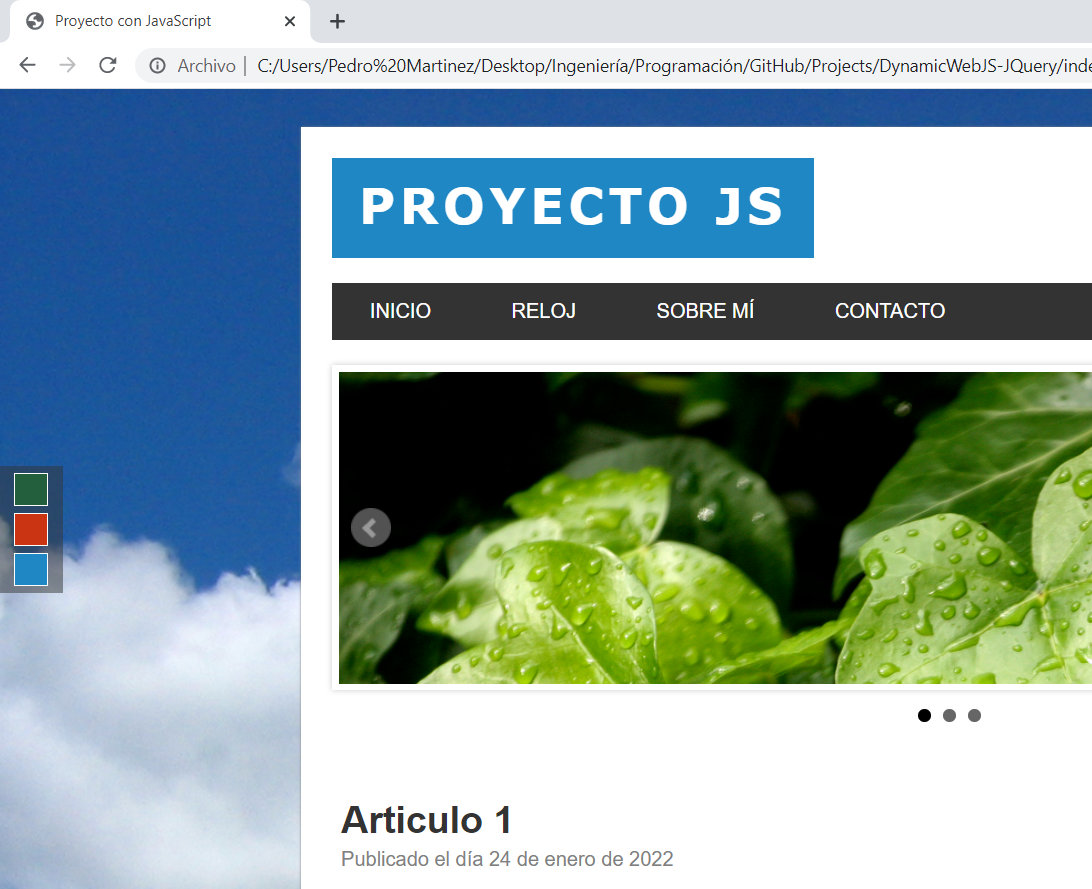 Proyecto con JavaScript
Archivo | C:/Users/Pedro%20Martinez/Desktop/Ingeniería/Programación/GitHub/Projects/DynamicWebJS-JQuery/inde
PROYECTO JS
INICIO RELOJ SOBRE MÍ CONTACTO
Articulo 1
Publicado el día 24 de enero de 2022